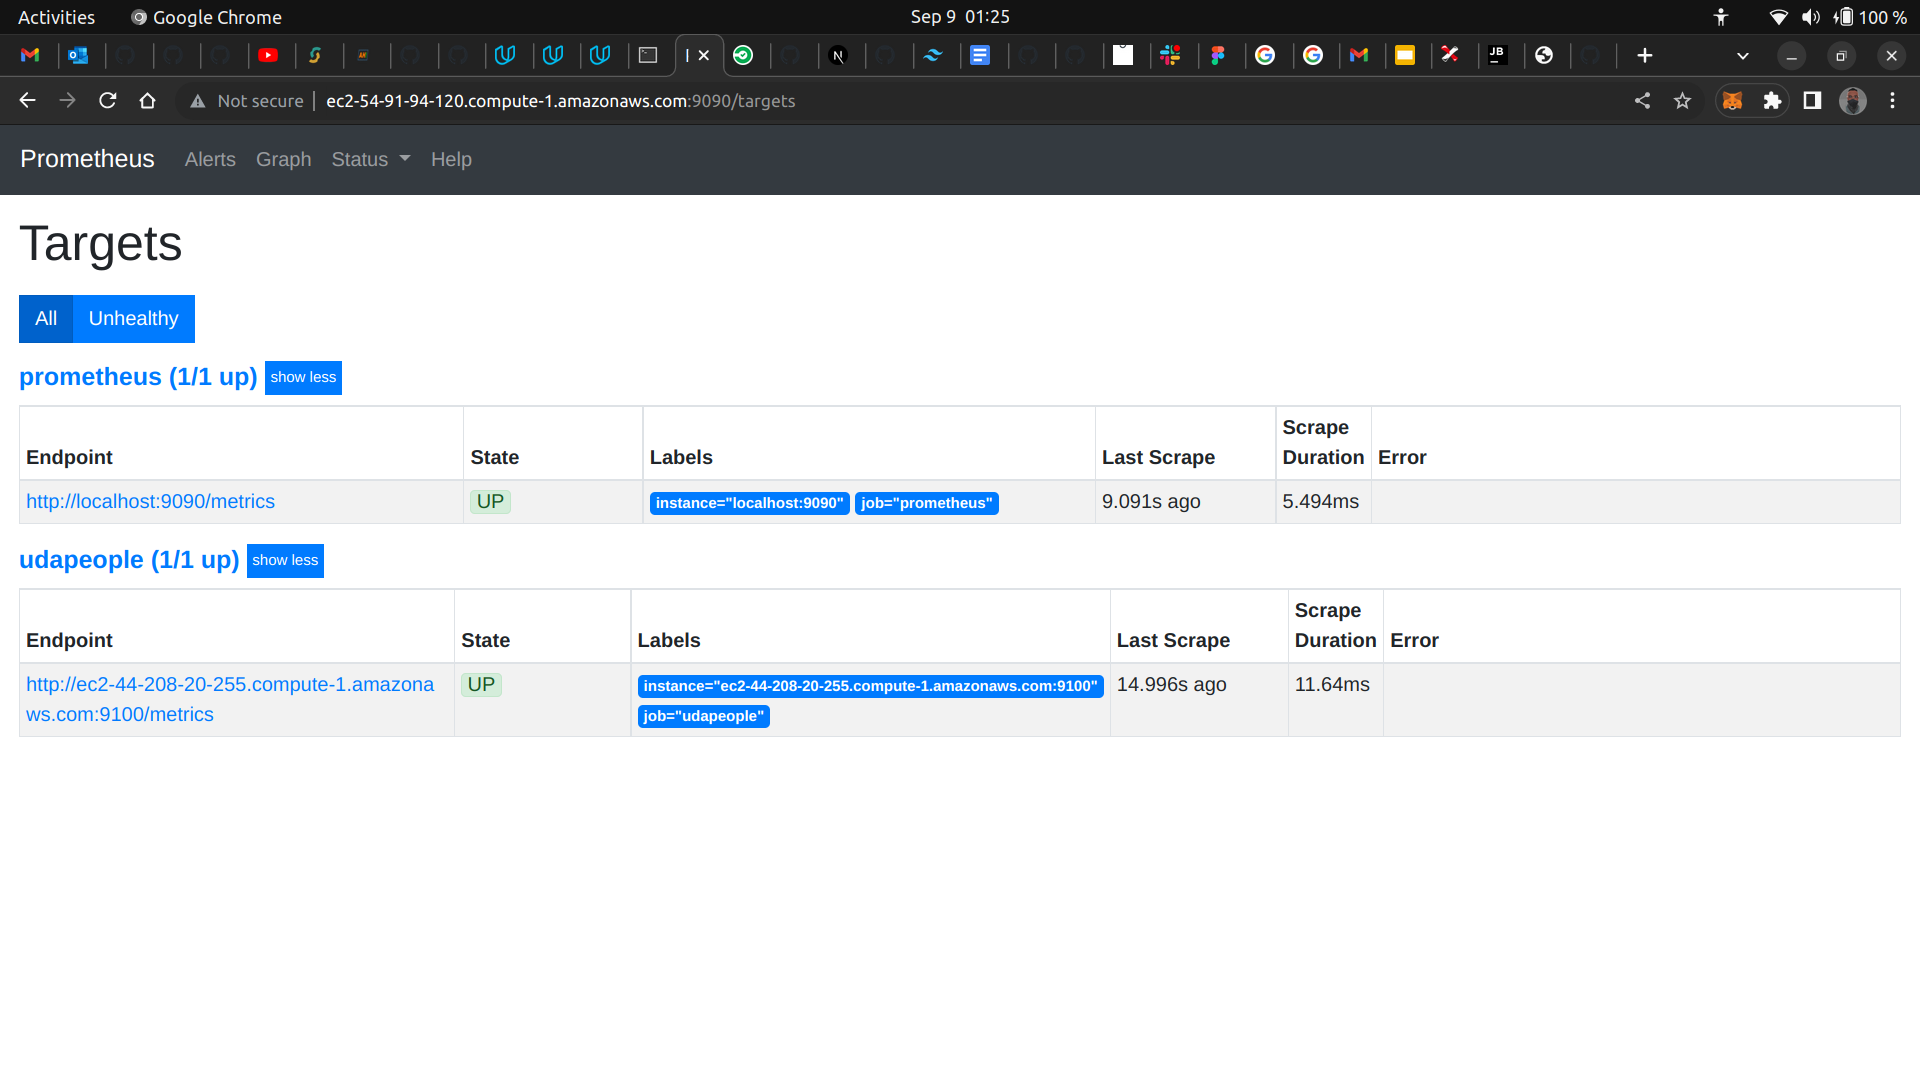 Activities Google Chrome Sep 9 01:25 100 %
Not secure ec2-54-91-94-120.compute-1.amazonaws.com:9090/targets
Prometheus Alerts Graph Status Help
Targets
All Unhealthy
prometheus (1/1 up) show less
Endpoint State Labels Last Scrape Scrape Duration Error
http://localhost:9090/metrics UP instance="localhost:9090" job="prometheus" 9.091s ago 5.494ms
udapeople (1/1 up) show less
Endpoint State Labels Last Scrape Scrape Duration Error
http://ec2-44-208-20-255.compute-1.amazona UP instance="ec2-44-208-20-255.compute-1.amazonaws.com:9100" 14.996s ago 11.64ms
ws.com:9100/metrics job="udapeople"